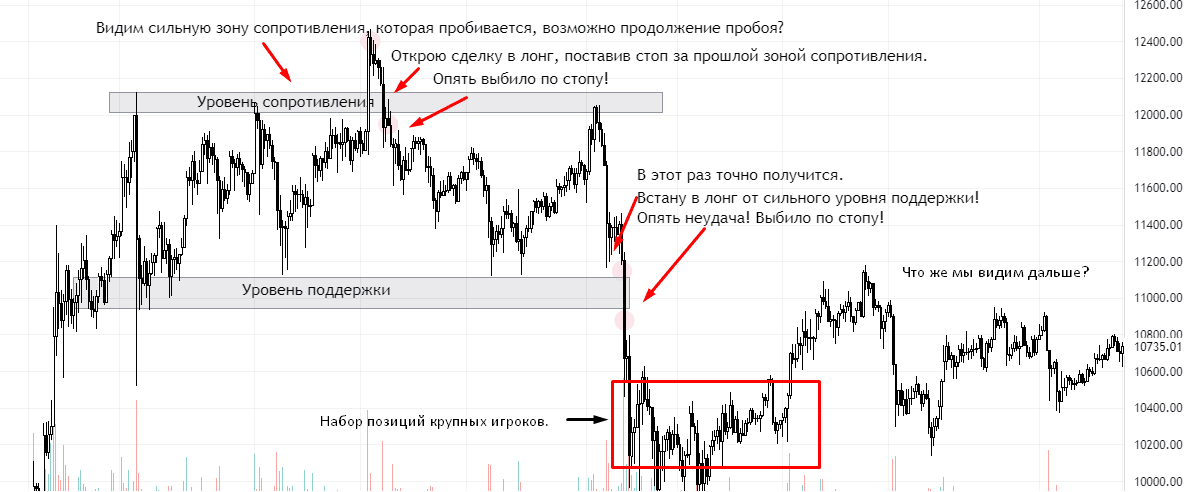 Видим сильную зону сопротивления, которая пробивается, возможно продолжение пробоя?
Открою сделку в лонг, поставив стоп за прошлой зоной сопротивления.
Опять выбило по стопу!
Уровень сопротивления
В этот раз точно получится.
Встану в лонг от сильного уровня поддержки!
Опять неудача! Выбило по стопу!
Уровень поддержки
Что же мы видим дальше?
Набор позиций крупных игроков.
12600.00
12400.00
12200.00
12000.00
11800.00
11600.00
11400.00
11200.00
11000.00
10800.00
10735.01
10600.00
10400.00
10200.00
10000.00